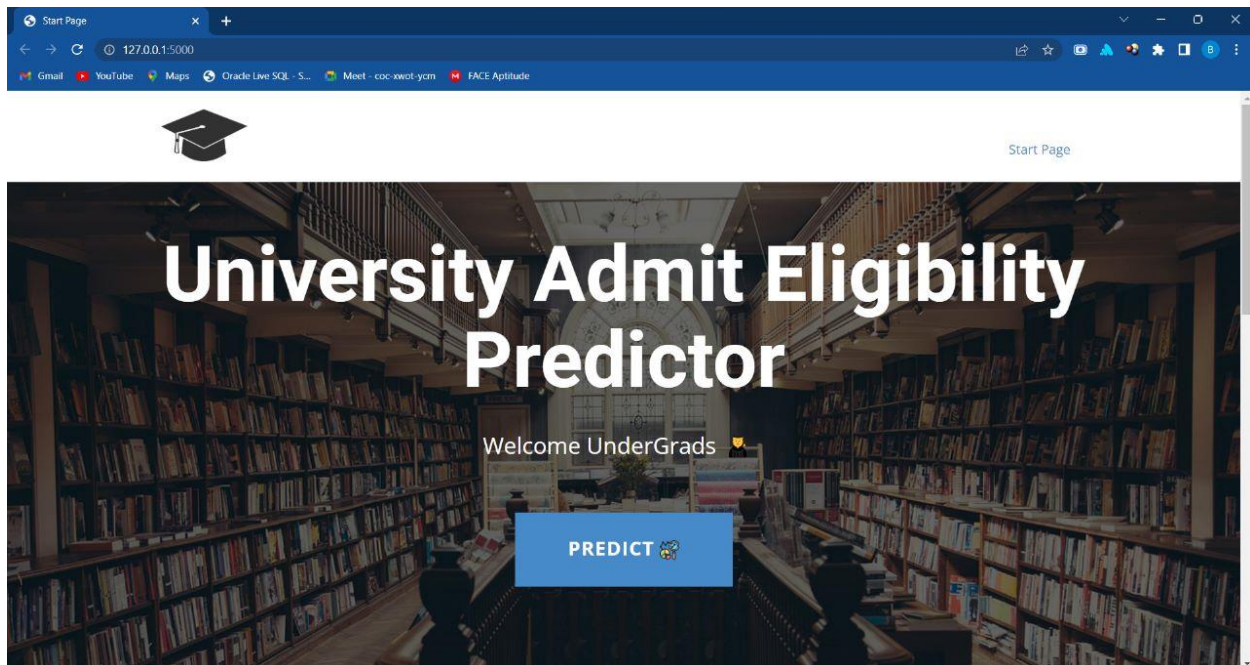 Start Page
127.0.0.1:5000
Gmail YouTube Maps Oracle Live SQL - S... Meet - coc-xwot-ycm FACE Aptitude
Start Page
University Admit Eligibility
Predictor
Welcome UnderGrads
PREDICT